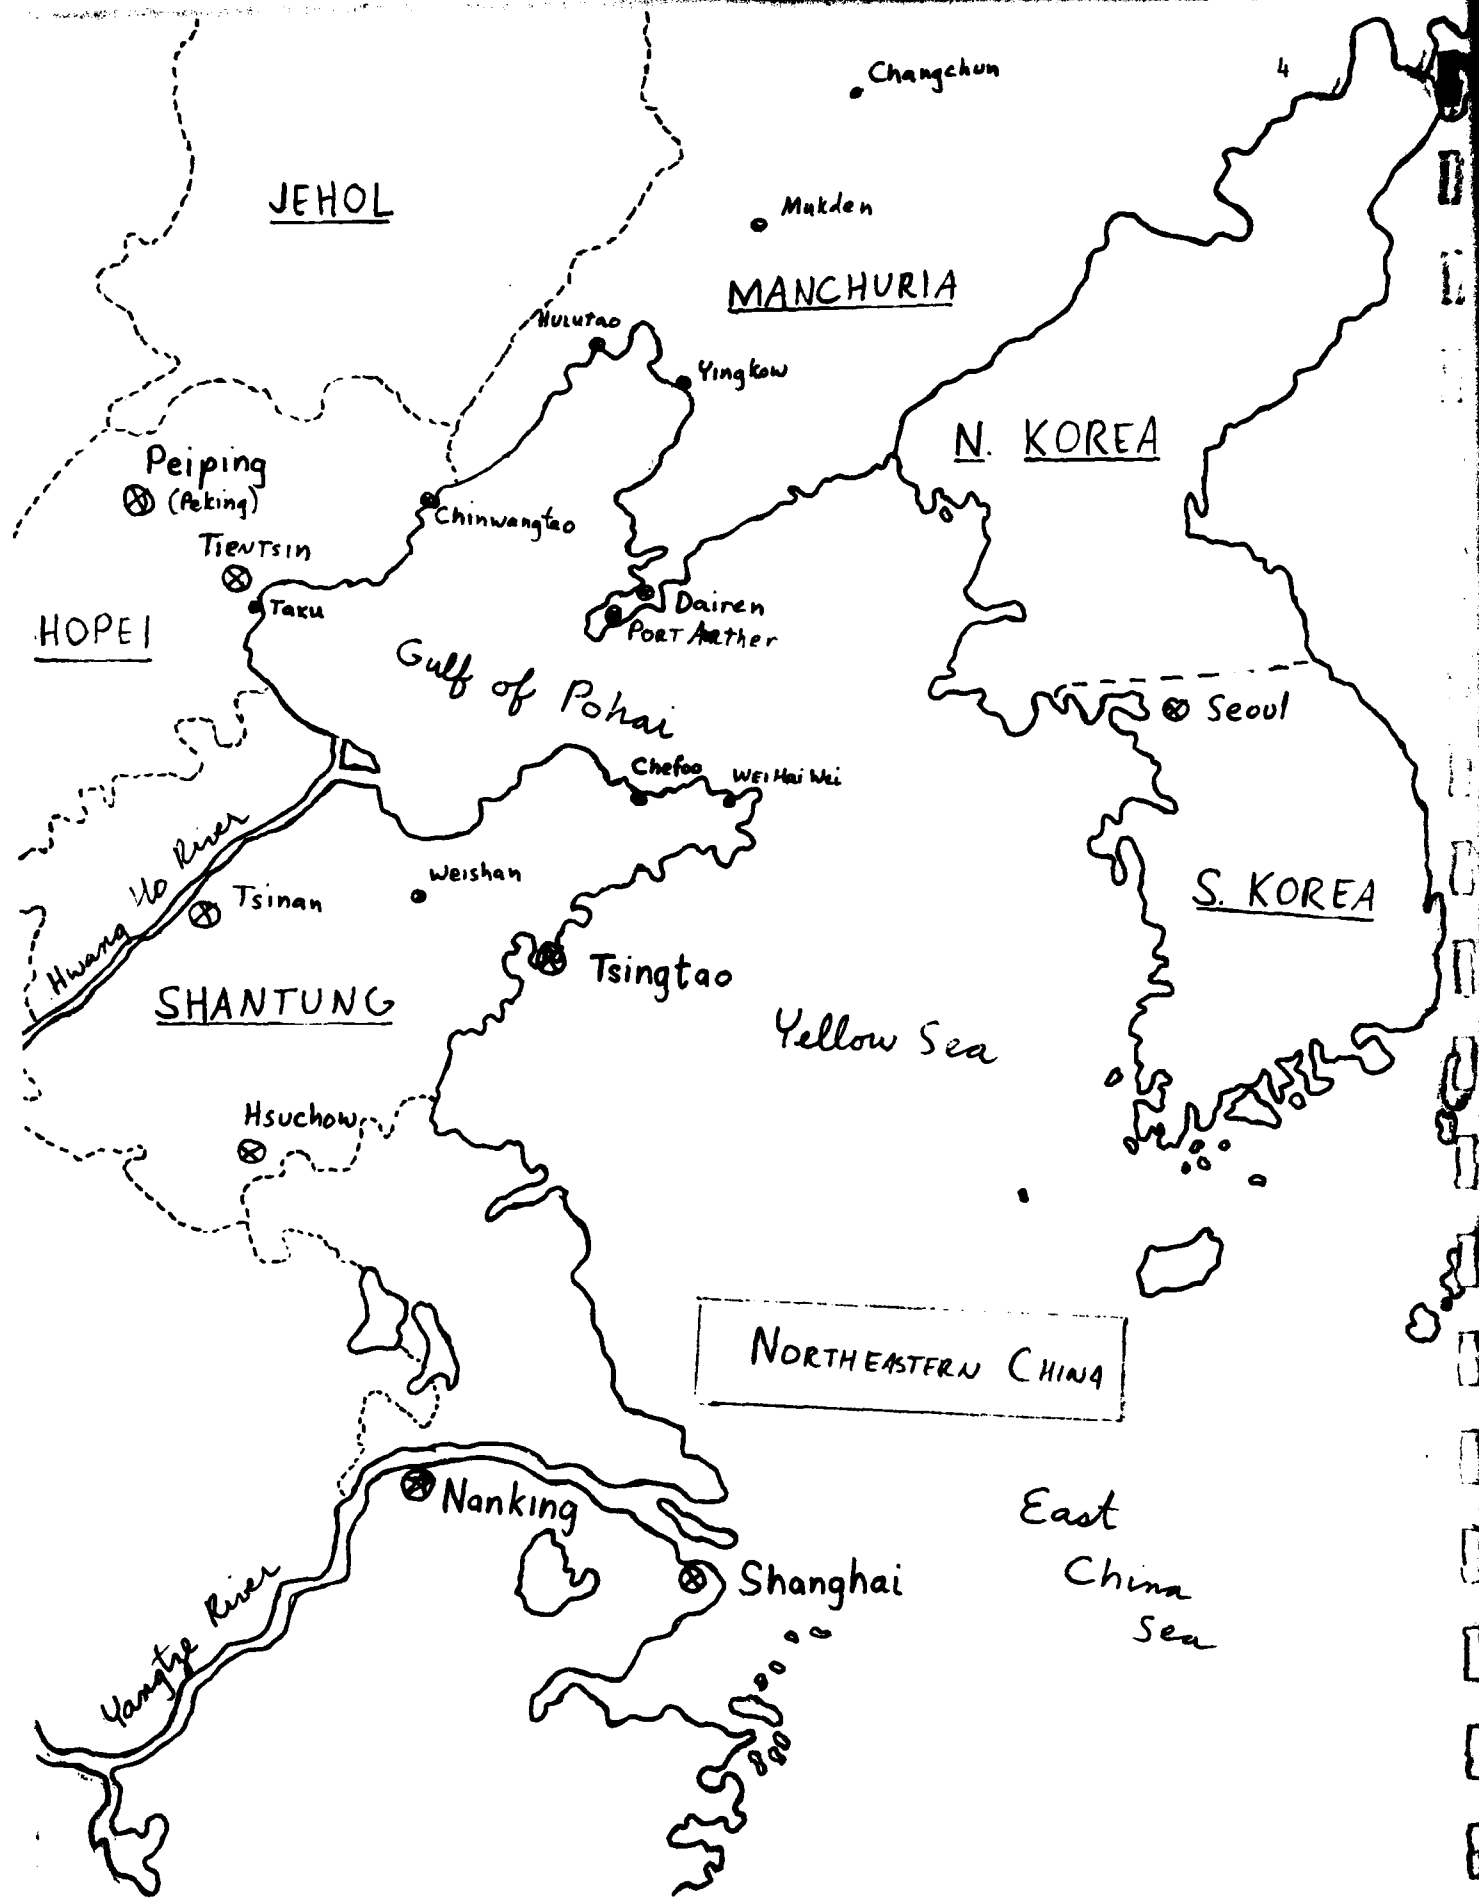 4
Changchun
JEHOL
Mukden
MANCHURIA
Hulutao
Yingkow
N. KOREA
Peiping
(Peking)
Chinwangtao
TIENTSIN
Taku
Dairen
PORT Arther
HOPEI
Gulf of Pohai
Seoul
Chefoo
WEI Hai Wei
Hwang Ho River
Weishan
Tsinan
S. KOREA
Tsingtao
SHANTUNG
Yellow Sea
Hsuchow
NORTHEASTERN CHINA
Nanking
East
China
Sea
Shanghai
Yangtze River